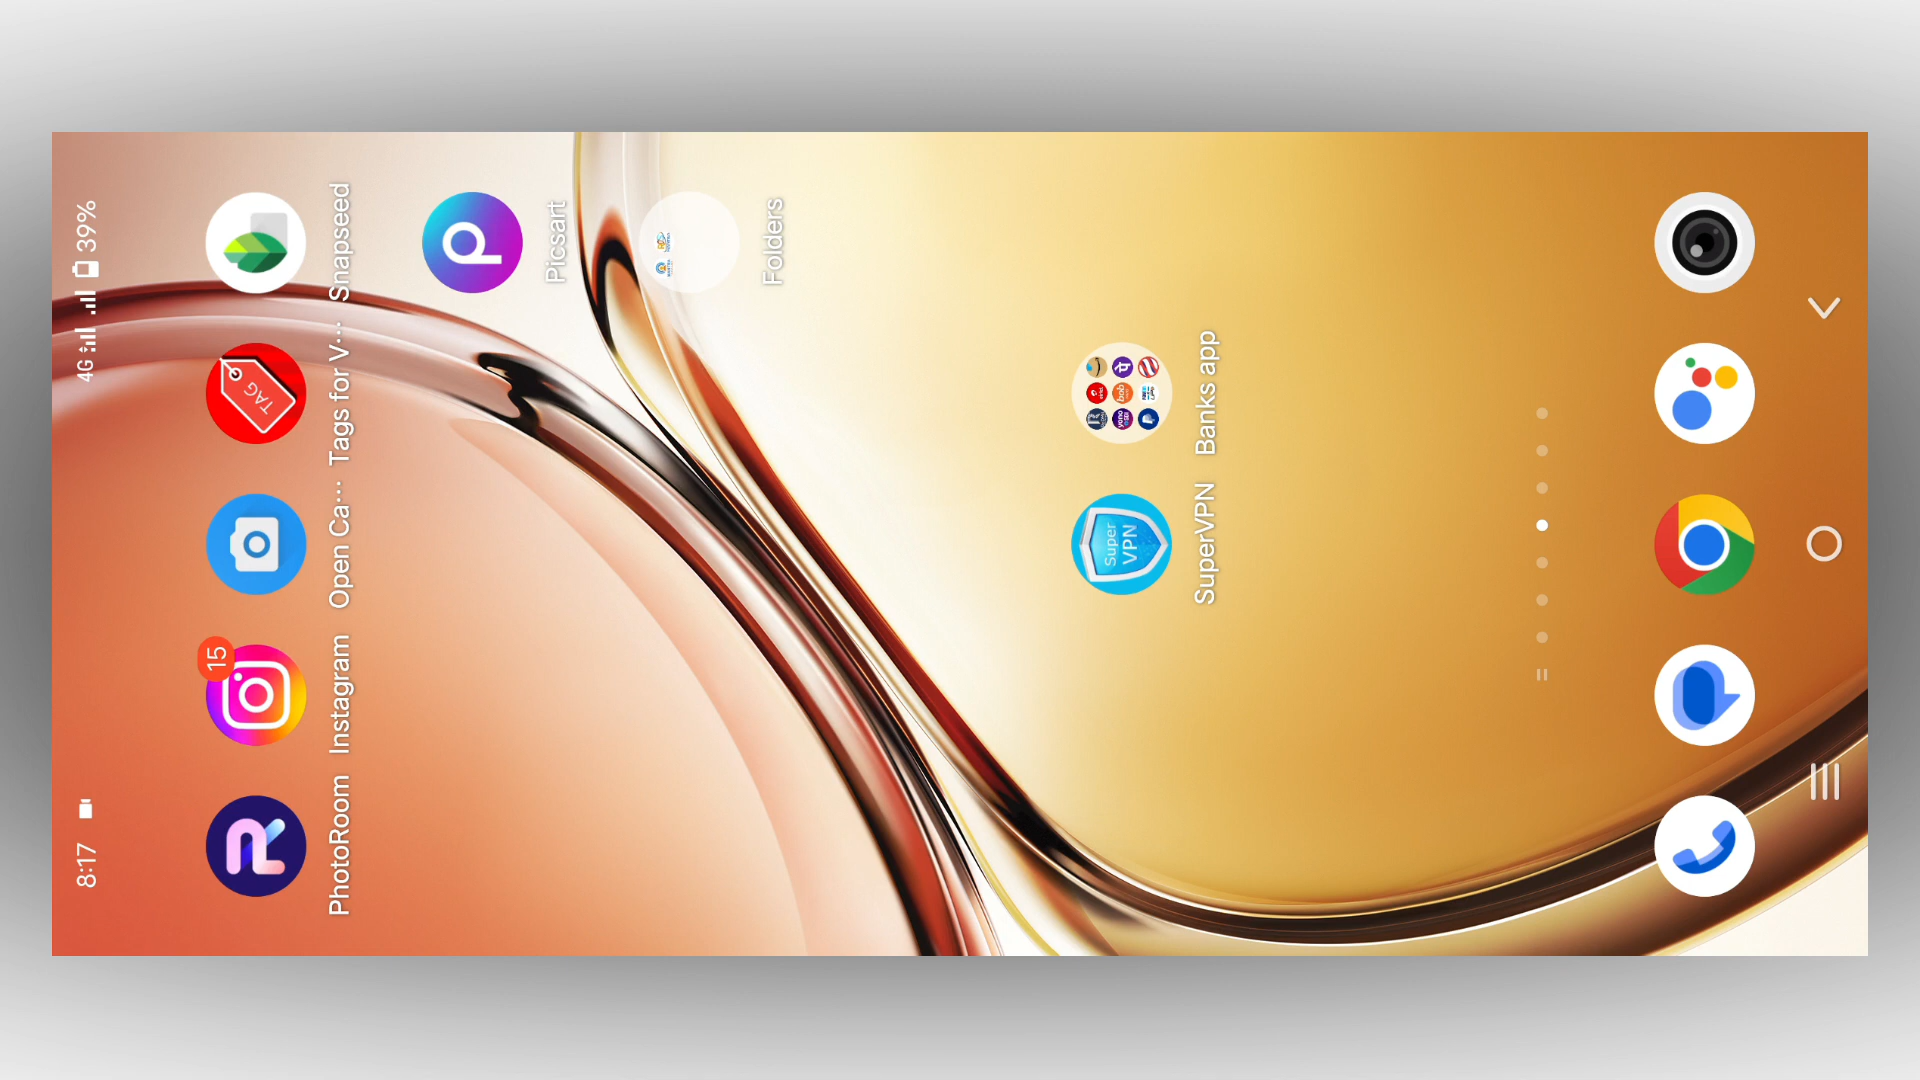 8:17
4G
39%
PhotoRoom
15
Instagram
Open Ca...
TAG
Tags for V...
Snapseed
Picsart
Folders
Super
VPN
SuperVPN
Banks app